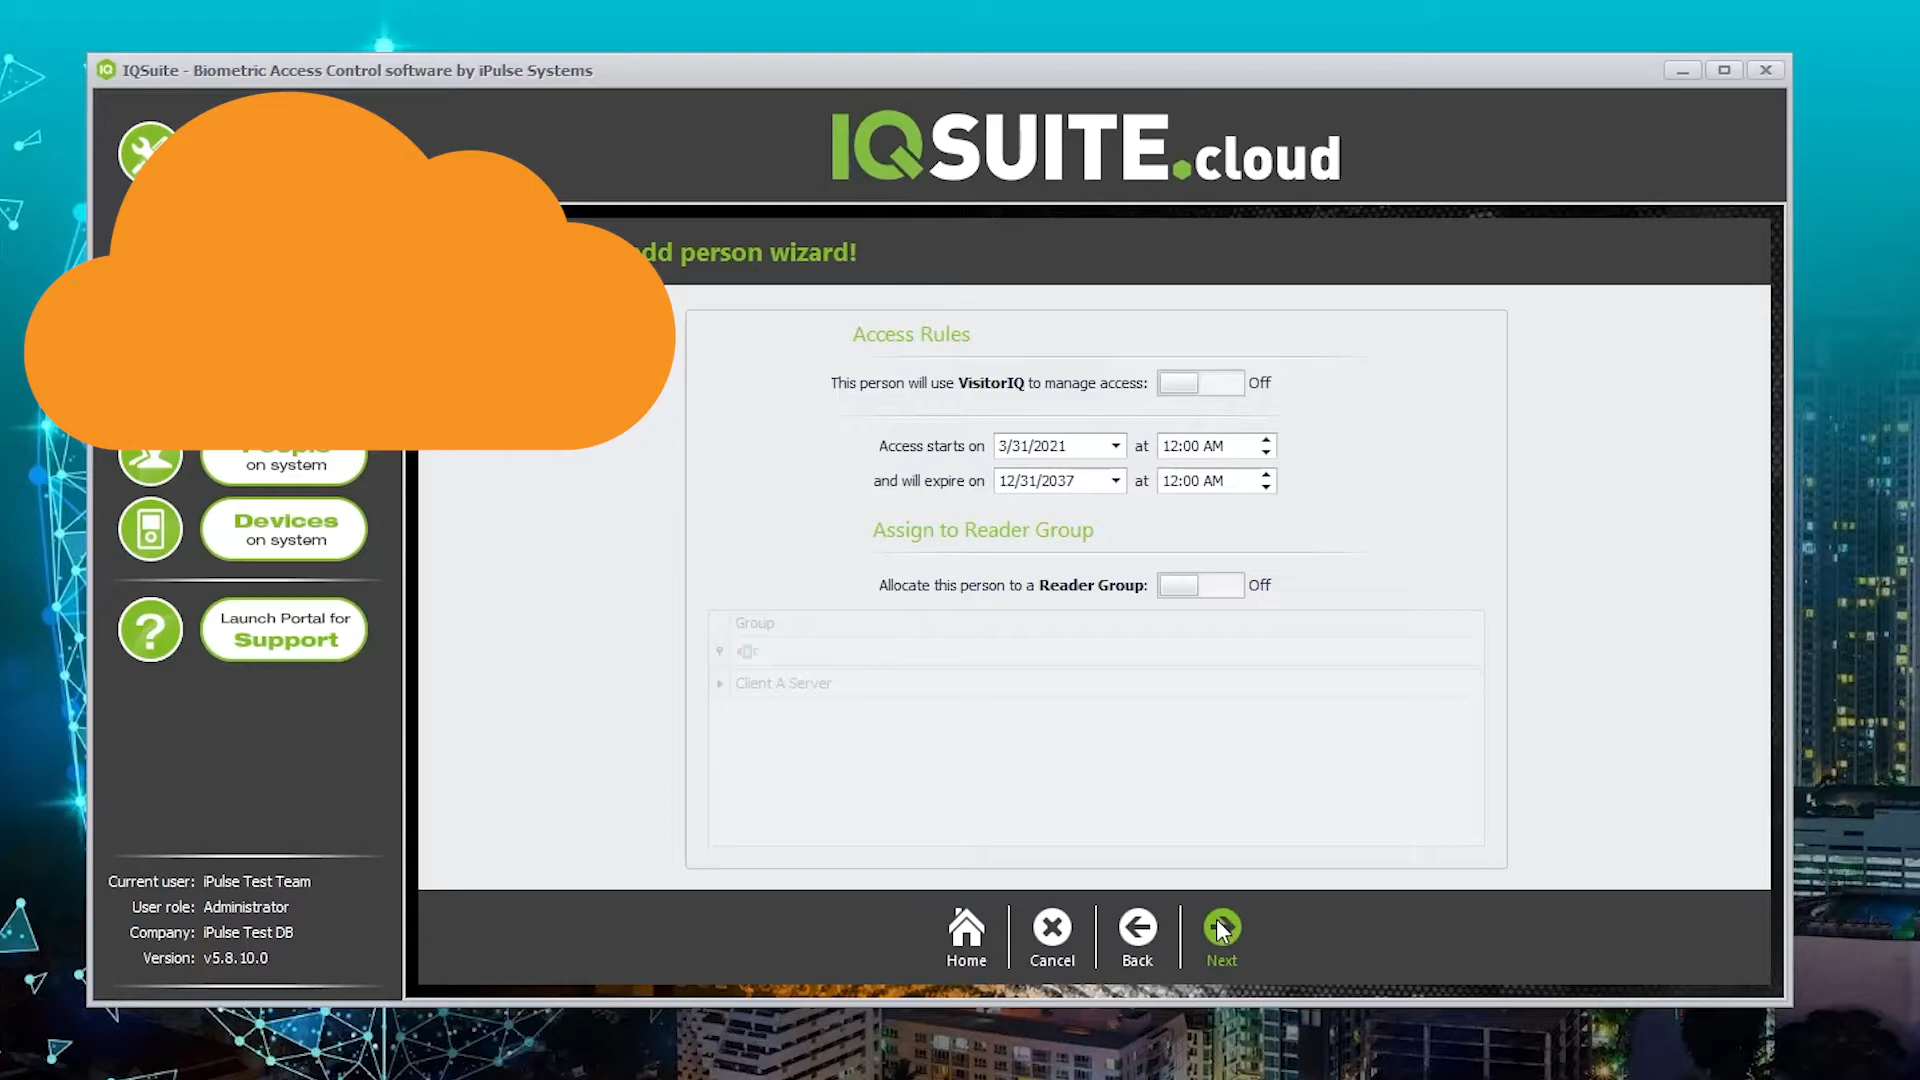 IQSuite - Biometric Access Control software by iPulse Systems
IQSUITE.cloud
add person wizard!
Access Rules
This person will use VisitorIQ to manage access: Off
Access starts on 3/31/2021 at 12:00 AM
and will expire on 12/31/2037 at 12:00 AM
Assign to Reader Group
Allocate this person to a Reader Group: Off
Group
Client A Server
People
on system
Devices
on system
Launch Portal for
Support
Current user: iPulse Test Team
User role: Administrator
Company: iPulse Test DB
Version: v5.8.10.0
Home
Cancel
Back
Next